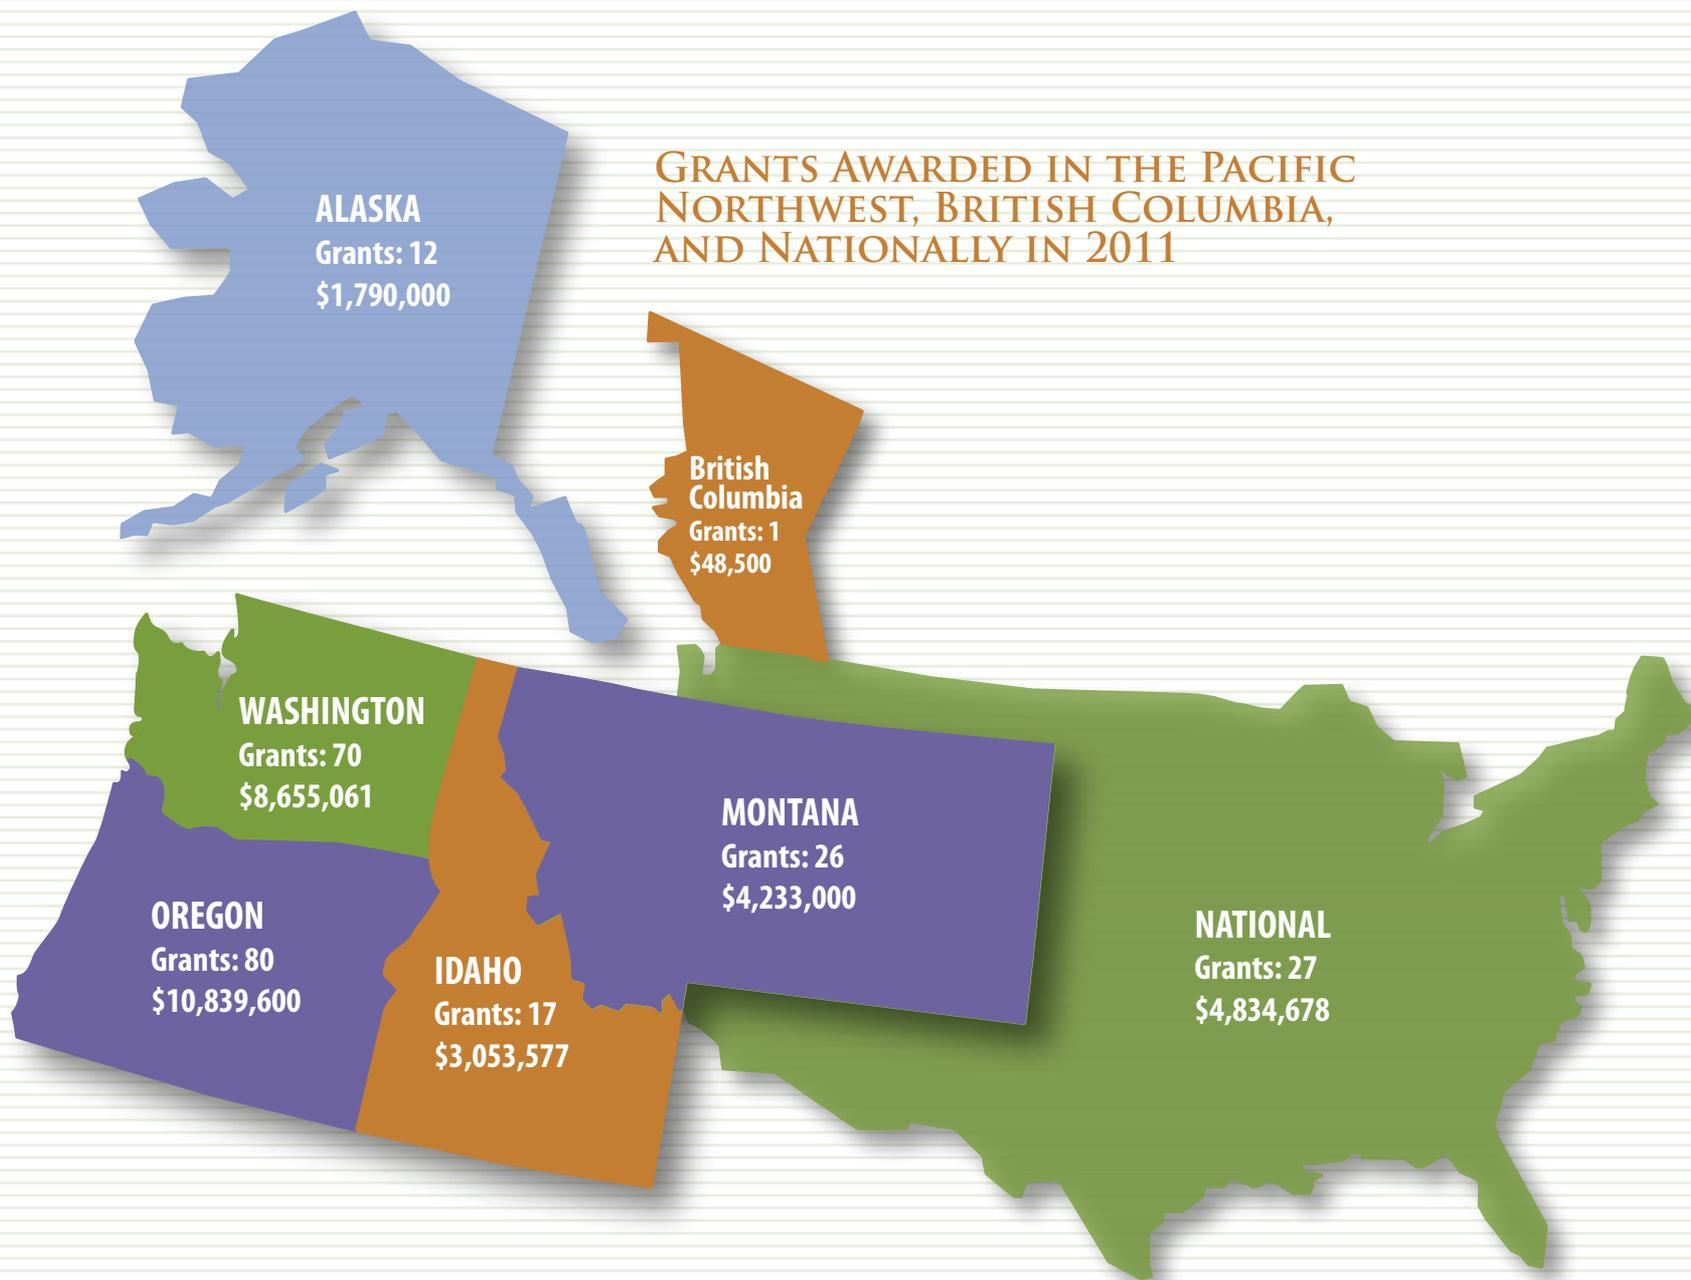 GRANTS AWARDED IN THE PACIFIC
NORTHWEST, BRITISH COLUMBIA,
AND NATIONALLY IN 2011
ALASKA
Grants: 12
$1,790,000
British
Columbia
Grants: 1
$48,500
WASHINGTON
Grants: 70
$8,655,061
MONTANA
Grants: 26
$4,233,000
OREGON
Grants: 80
$10,839,600
IDAHO
Grants: 17
$3,053,577
NATIONAL
Grants: 27
$4,834,678